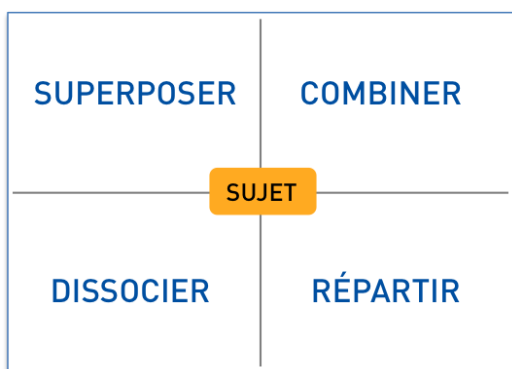 SUPERPOSER
COMBINER
SUJET
DISSOCIER
RÉPARTIR